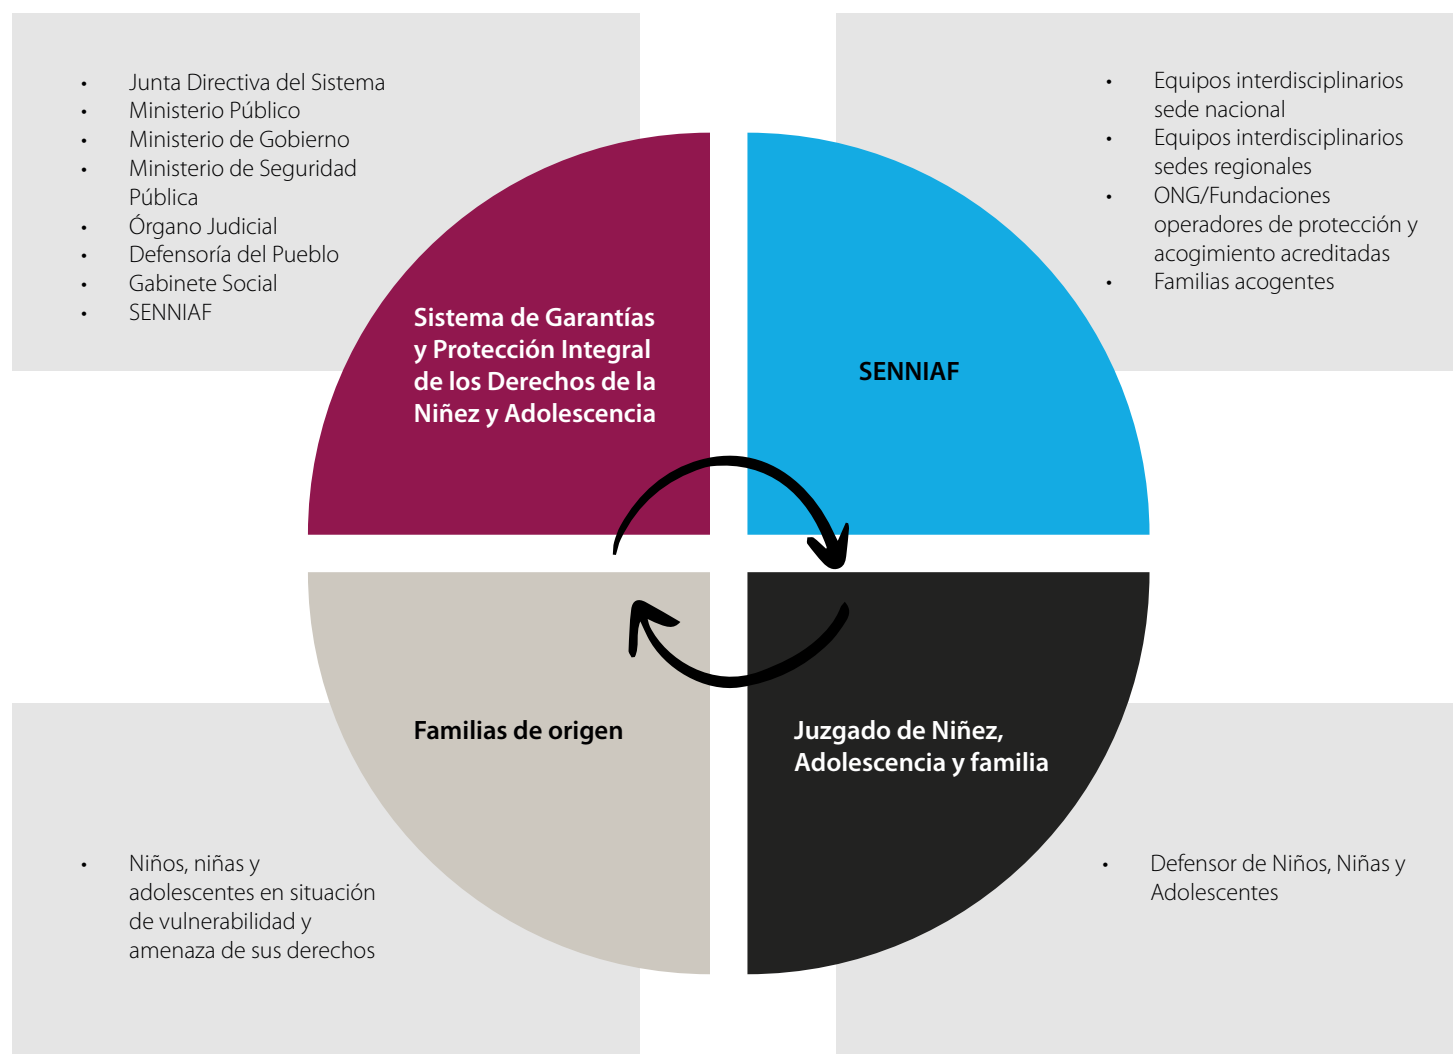 • Junta Directiva del Sistema
• Ministerio Público
• Ministerio de Gobierno
• Ministerio de Seguridad
Pública
• Órgano Judicial
• Defensoría del Pueblo
• Gabinete Social
• SENNIAF
• Equipos interdisciplinarios
sede nacional
• Equipos interdisciplinarios
sedes regionales
• ONG/Fundaciones
operadores de protección y
acogimiento acreditadas
• Familias acogentes
Sistema de Garantías
y Protección Integral
de los Derechos de la
Niñez y Adolescencia
SENNIAF
Familias de origen
Juzgado de Niñez,
Adolescencia y familia
• Niños, niñas y
adolescentes en situación
de vulnerabilidad y
amenaza de sus derechos
• Defensor de Niños, Niñas y
Adolescentes